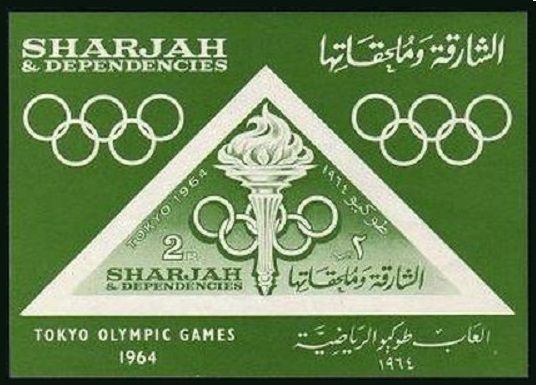 SHARJAH
& DEPENDENCIES
الشارقة وملحقاتها
TOKYO 1964
طوكيو ١٩٦٤
2R
٢
SHARJAH
& DEPENDENCIES
الشارقة وملحقاتها
TOKYO OLYMPIC GAMES
1964
العاب طوكيو الرياضية
١٩٦٤